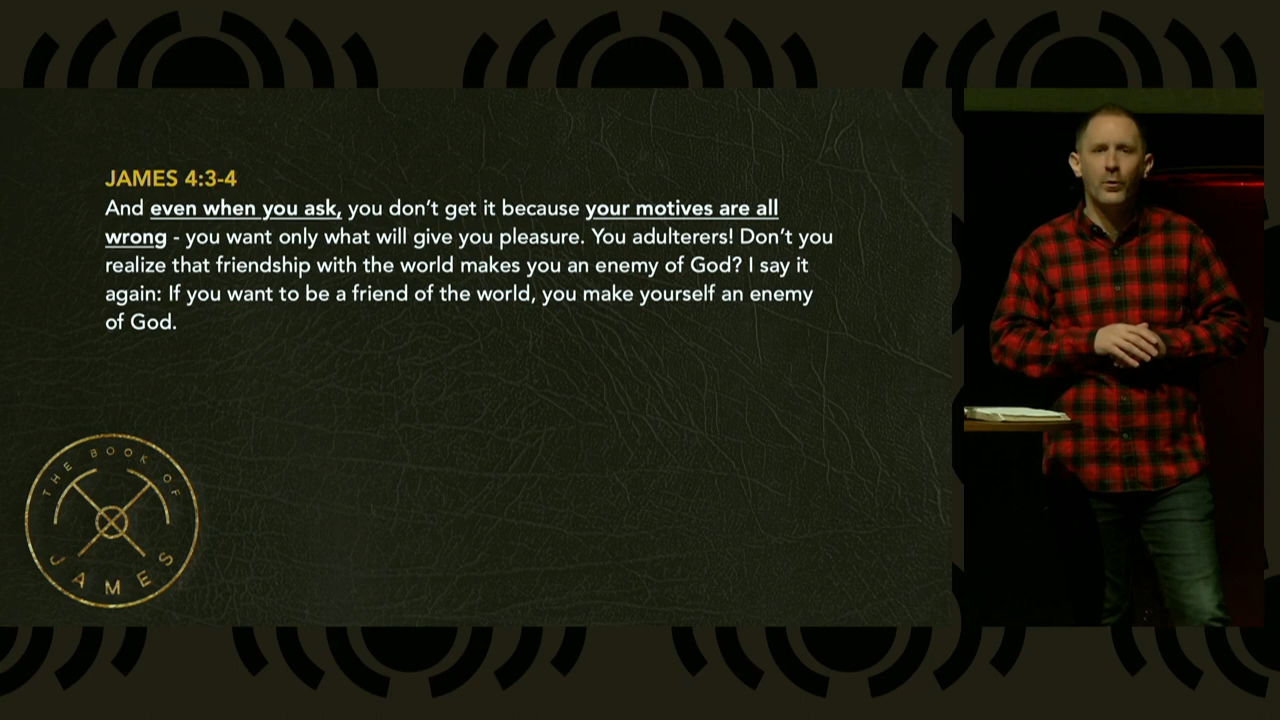 JAMES 4:3-4
And even when you ask, you don’t get it because your motives are all
wrong - you want only what will give you pleasure. You adulterers! Don’t you
realize that friendship with the world makes you an enemy of God? I say it
again: If you want to be a friend of the world, you make yourself an enemy
of God.
THE BOOK OF
JAMES